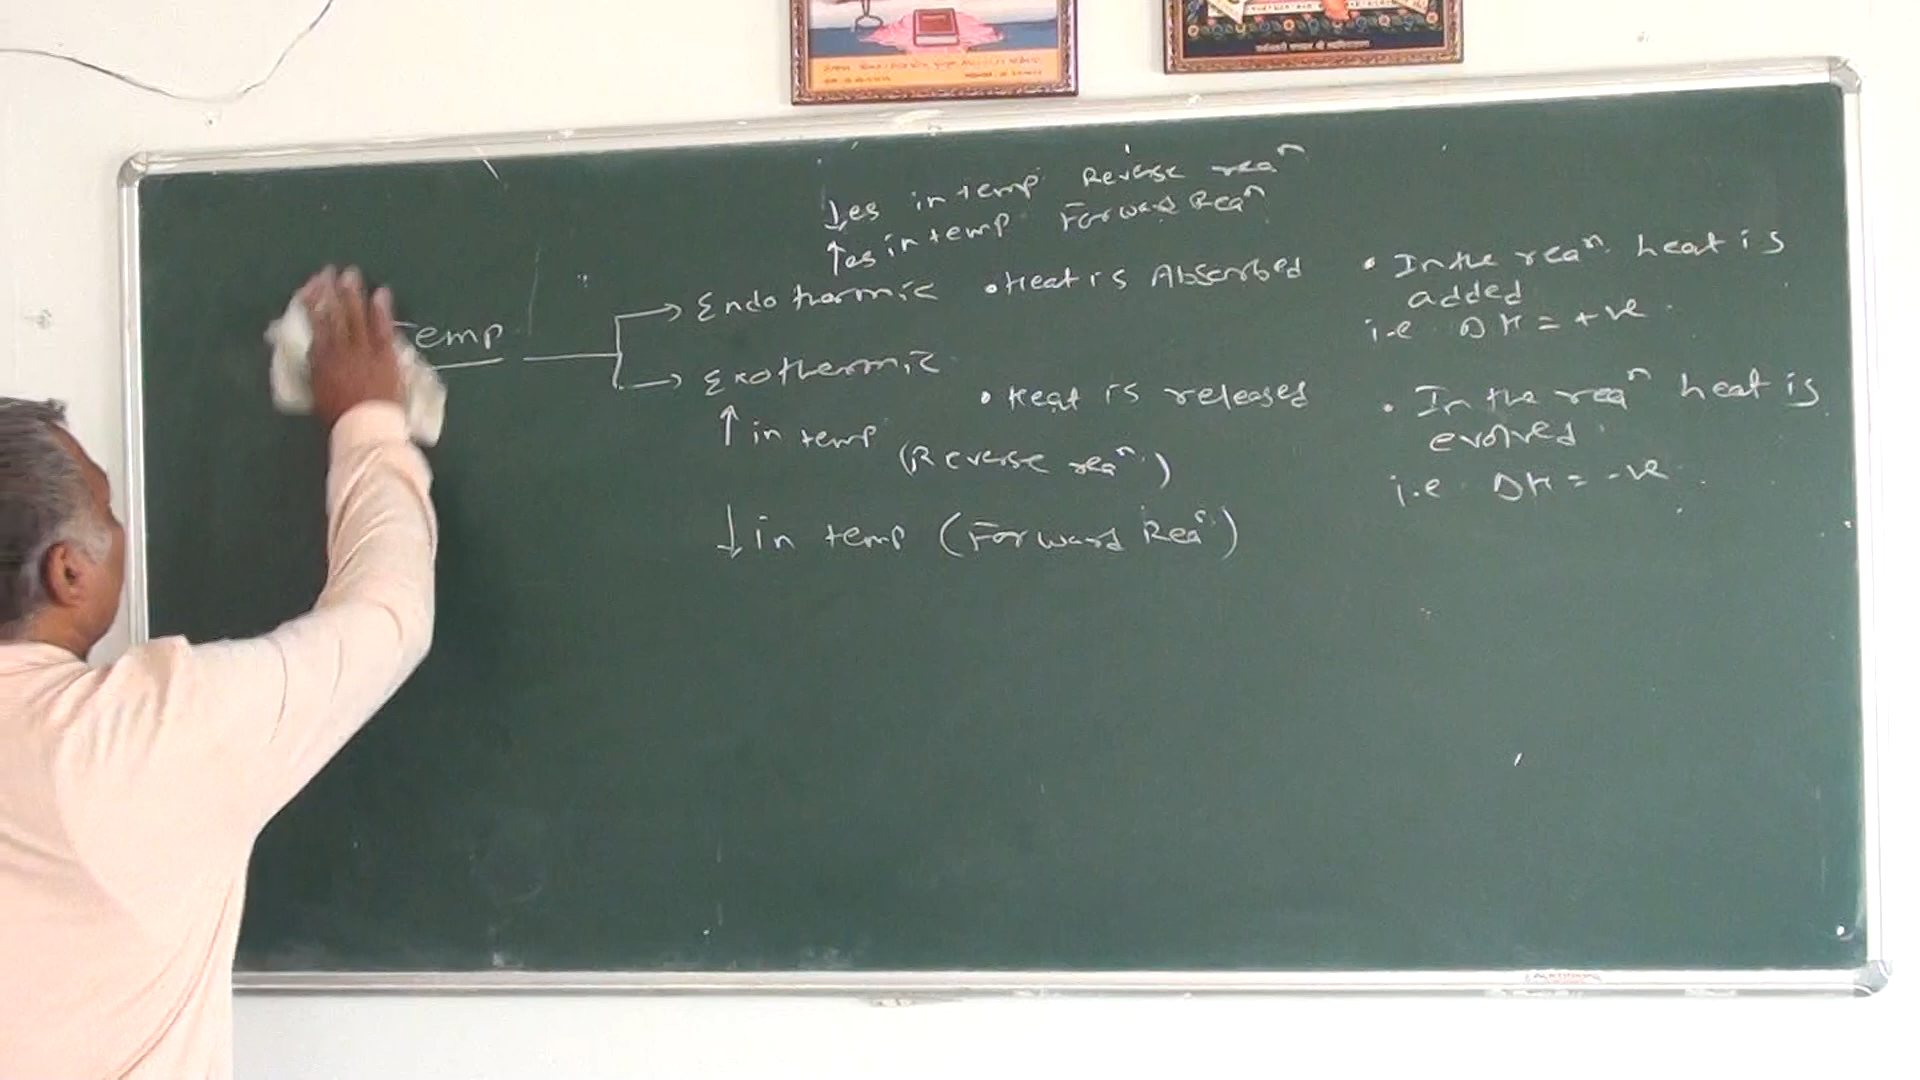 ↓es in temp Reverse reaⁿ
↑es in temp Forward Reaⁿ
Temp
Endothermic • Heat is Absorbed
• In the reaⁿ heat is
added
i.e ΔH = +ve
Exothermic
• Heat is released
• In the reaⁿ heat is
evolved
i.e ΔH = -ve
↑ in temp (Reverse reaⁿ)
↓ in temp (Forward Reaⁿ)